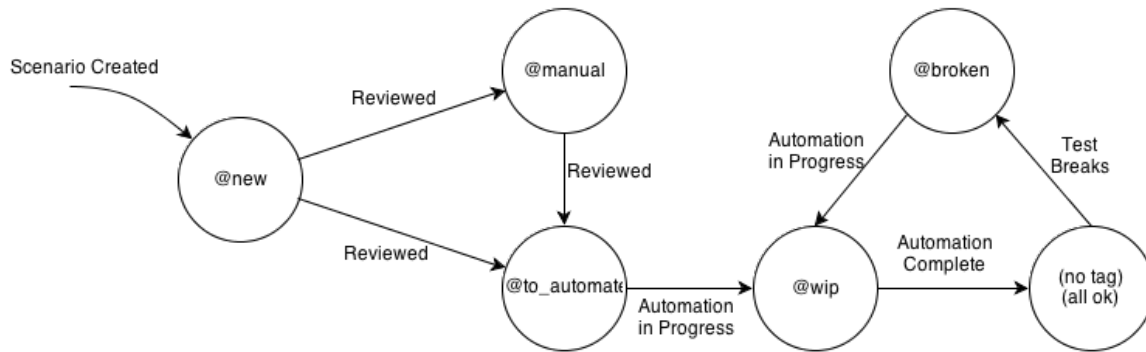 Scenario Created
@new
Reviewed
@manual
Reviewed
Reviewed
@to_automate
Automation
in Progress
@wip
Automation
Complete
(no tag)
(all ok)
Test
Breaks
@broken
Automation
in Progress